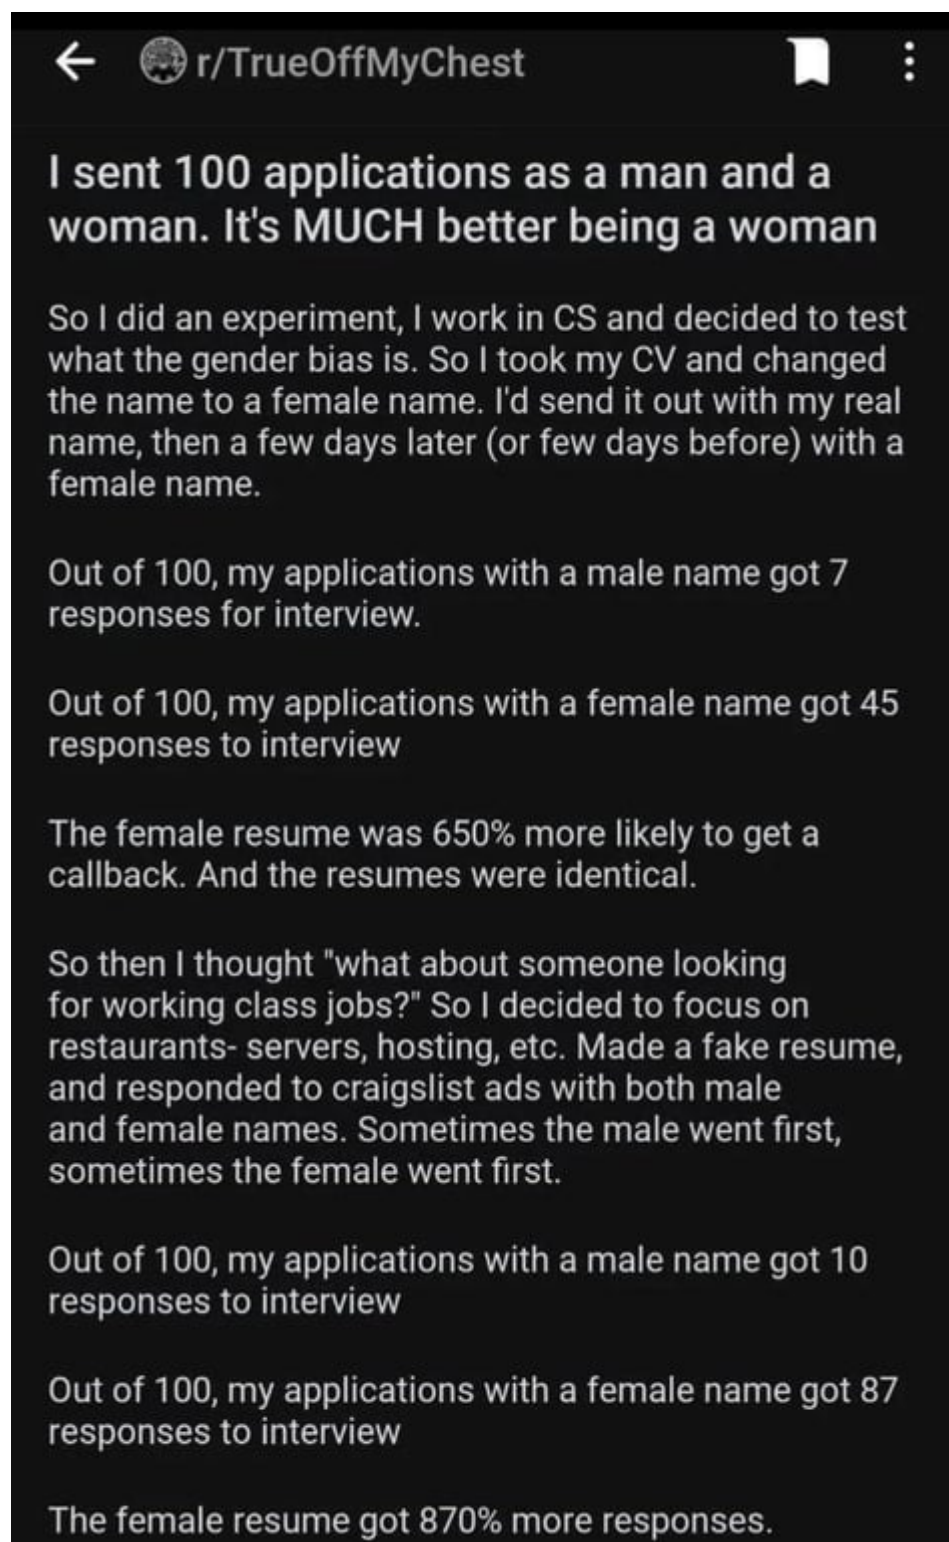 r/TrueOffMyChest
I sent 100 applications as a man and a
woman. It's MUCH better being a woman
So I did an experiment, I work in CS and decided to test
what the gender bias is. So I took my CV and changed
the name to a female name. I'd send it out with my real
name, then a few days later (or few days before) with a
female name.
Out of 100, my applications with a male name got 7
responses for interview.
Out of 100, my applications with a female name got 45
responses to interview
The female resume was 650% more likely to get a
callback. And the resumes were identical.
So then I thought "what about someone looking
for working class jobs?" So I decided to focus on
restaurants- servers, hosting, etc. Made a fake resume,
and responded to craigslist ads with both male
and female names. Sometimes the male went first,
sometimes the female went first.
Out of 100, my applications with a male name got 10
responses to interview
Out of 100, my applications with a female name got 87
responses to interview
The female resume got 870% more responses.